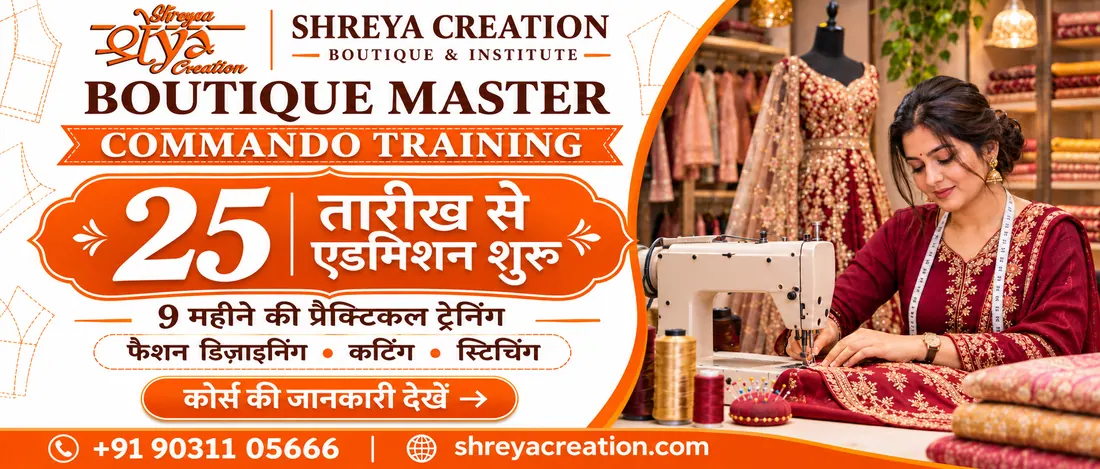 Shreyea
श्रेया
Creation
SHREYA CREATION
BOUTIQUE & INSTITUTE
BOUTIQUE MASTER
COMMANDO TRAINING
25
तारीख से
एडमिशन शुरू
9 महीने की प्रैक्टिकल ट्रेनिंग
फैशन डिज़ाइनिंग • कटिंग • स्टिचिंग
कोर्स की जानकारी देखें →
+91 90311 05666 | shreyacreation.com